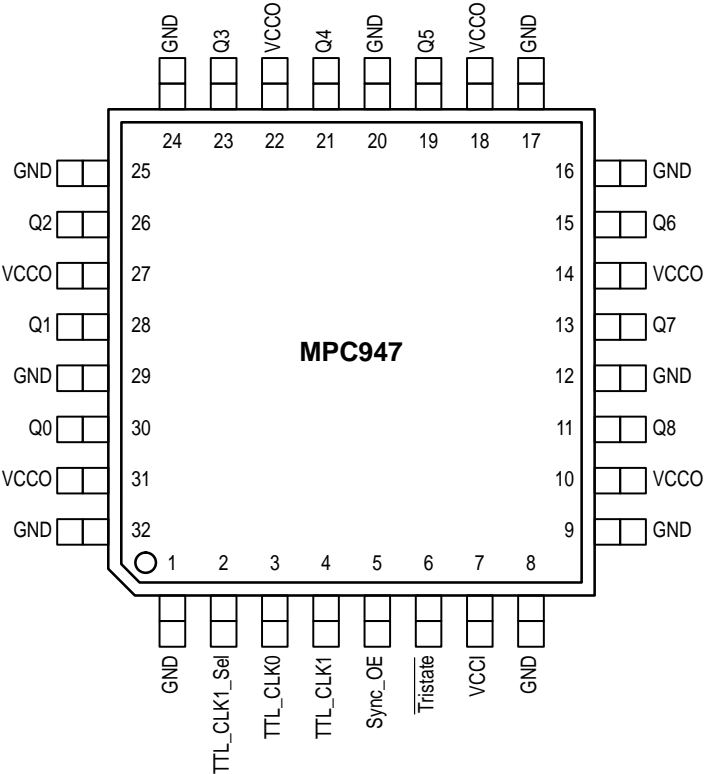 GND Q3 VCCO Q4 GND Q5 VCCO GND
24 23 22 21 20 19 18 17
GND 25 16 GND
Q2 26 15 Q6
VCCO 27 14 VCCO
Q1 28 13 Q7
MPC947
GND 29 12 GND
Q0 30 11 Q8
VCCO 31 10 VCCO
GND 32 9 GND
1 2 3 4 5 6 7 8
GND TTL_CLK1_Sel TTL_CLK0 TTL_CLK1 Sync_OE Tristate VCCI GND